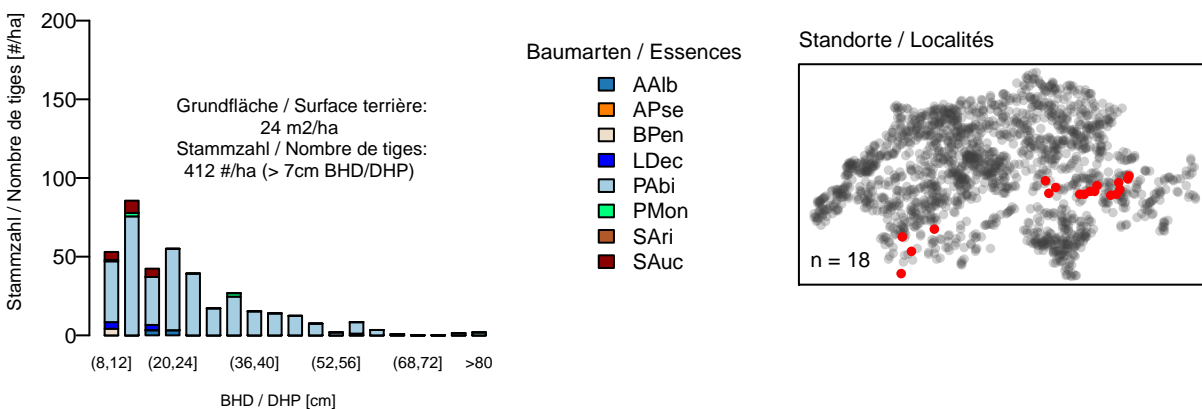 Stammzahl / Nombre de tiges [#/ha]
200
150
100
50
0
Grundfläche / Surface terrière:
24 m2/ha
Stammzahl / Nombre de tiges:
412 #/ha (> 7cm BHD/DHP)
(8,12]
(20,24]
(36,40]
(52,56]
(68,72]
>80
BHD / DHP [cm]
Baumarten / Essences
AAlb
APse
BPen
LDec
PAbi
PMon
SAri
SAuc
Standorte / Localités
n = 18